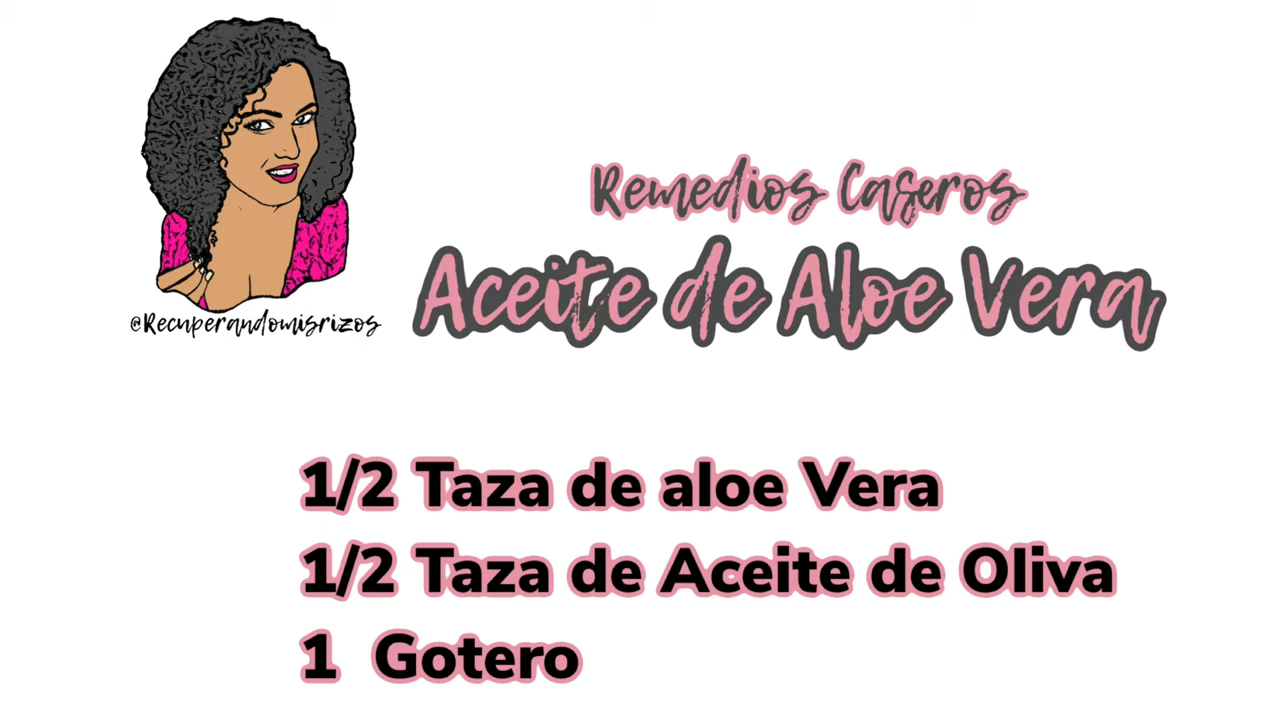 Remedios Caseros
Aceite de Aloe Vera
@Recuperandomisrizos
1/2 Taza de aloe Vera
1/2 Taza de Aceite de Oliva
1 Gotero